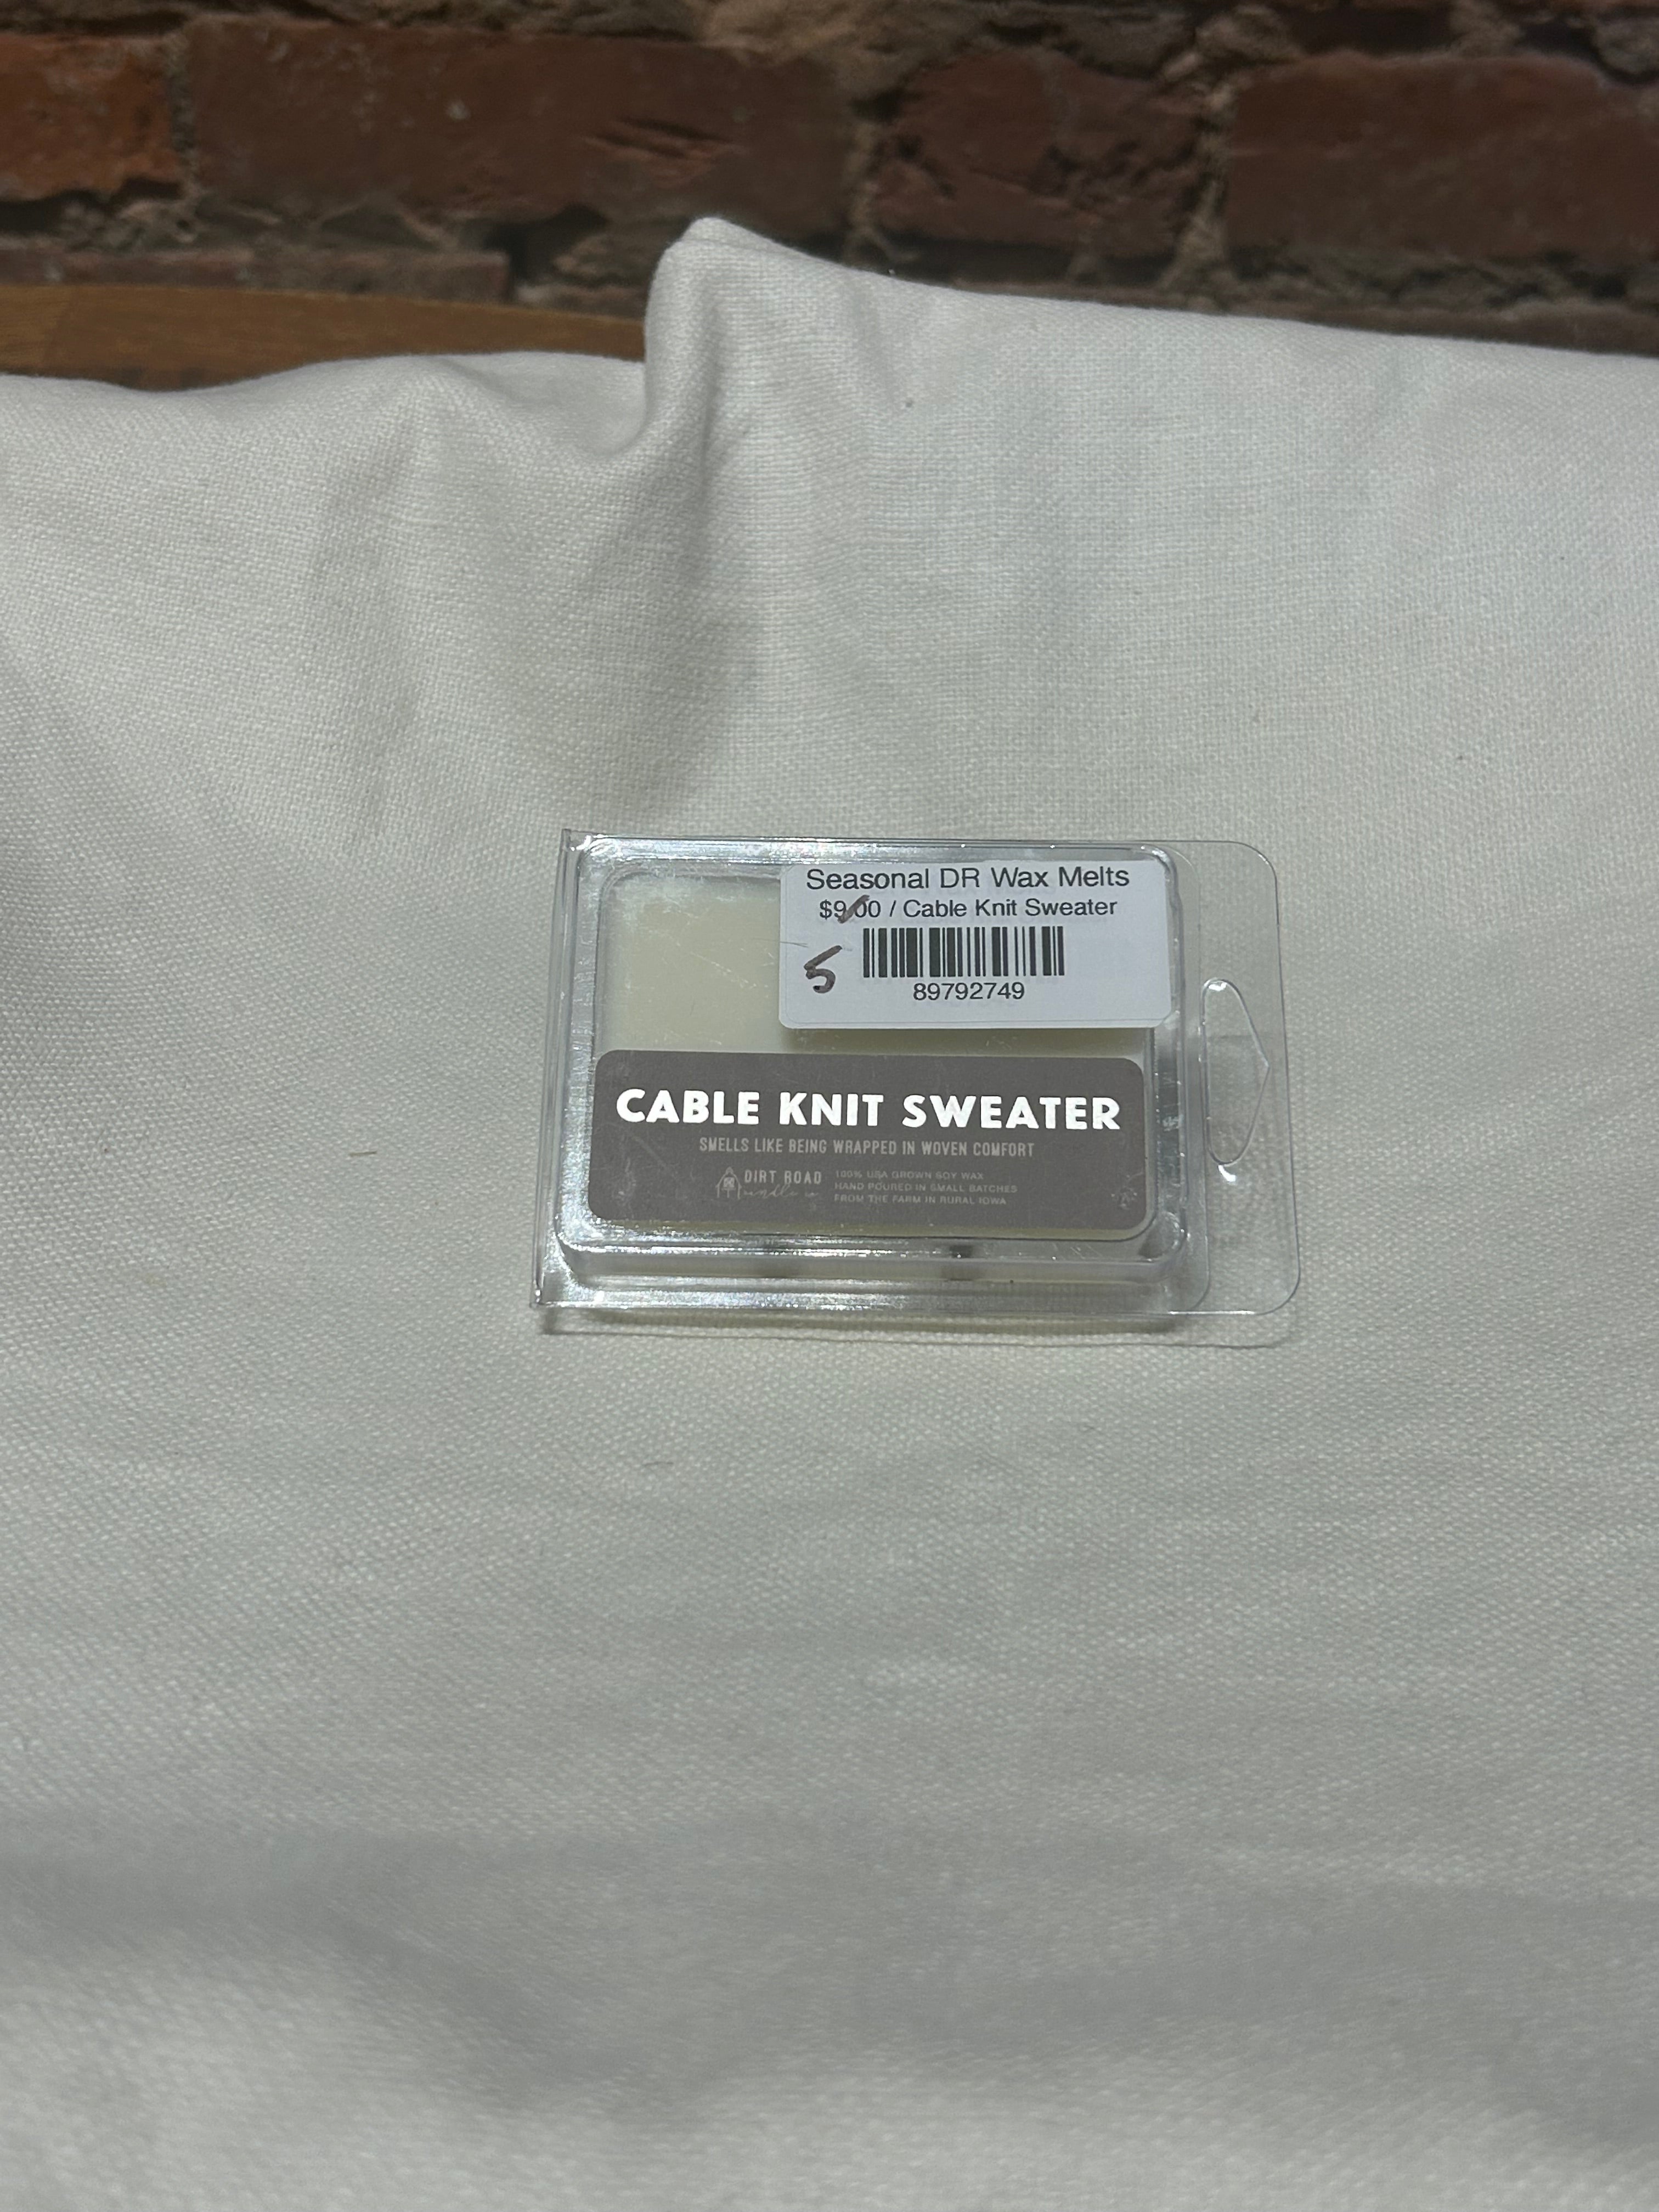 Seasonal DR Wax Melts
$9.00 / Cable Knit Sweater
5
89792749
CABLE KNIT SWEATER
SMELLS LIKE BEING WRAPPED IN WOVEN COMFORT
DIRT ROAD
candle co
100% USA GROWN SOY WAX
HAND POURED IN SMALL BATCHES
FROM THE FARM IN RURAL IOWA